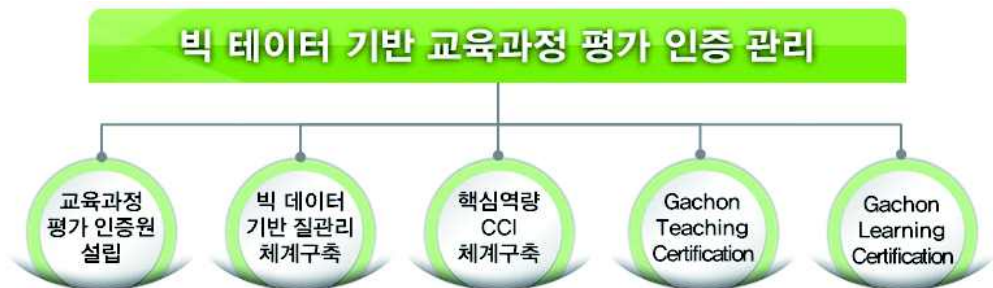 빅 테이터 기반 교육과정 평가 인증 관리
교육과정
평가 인증원
설립
빅 데이터
기반 질관리
체계구축
핵심역량
CCI
체계구축
Gachon
Teaching
Certification
Gachon
Learning
Certification